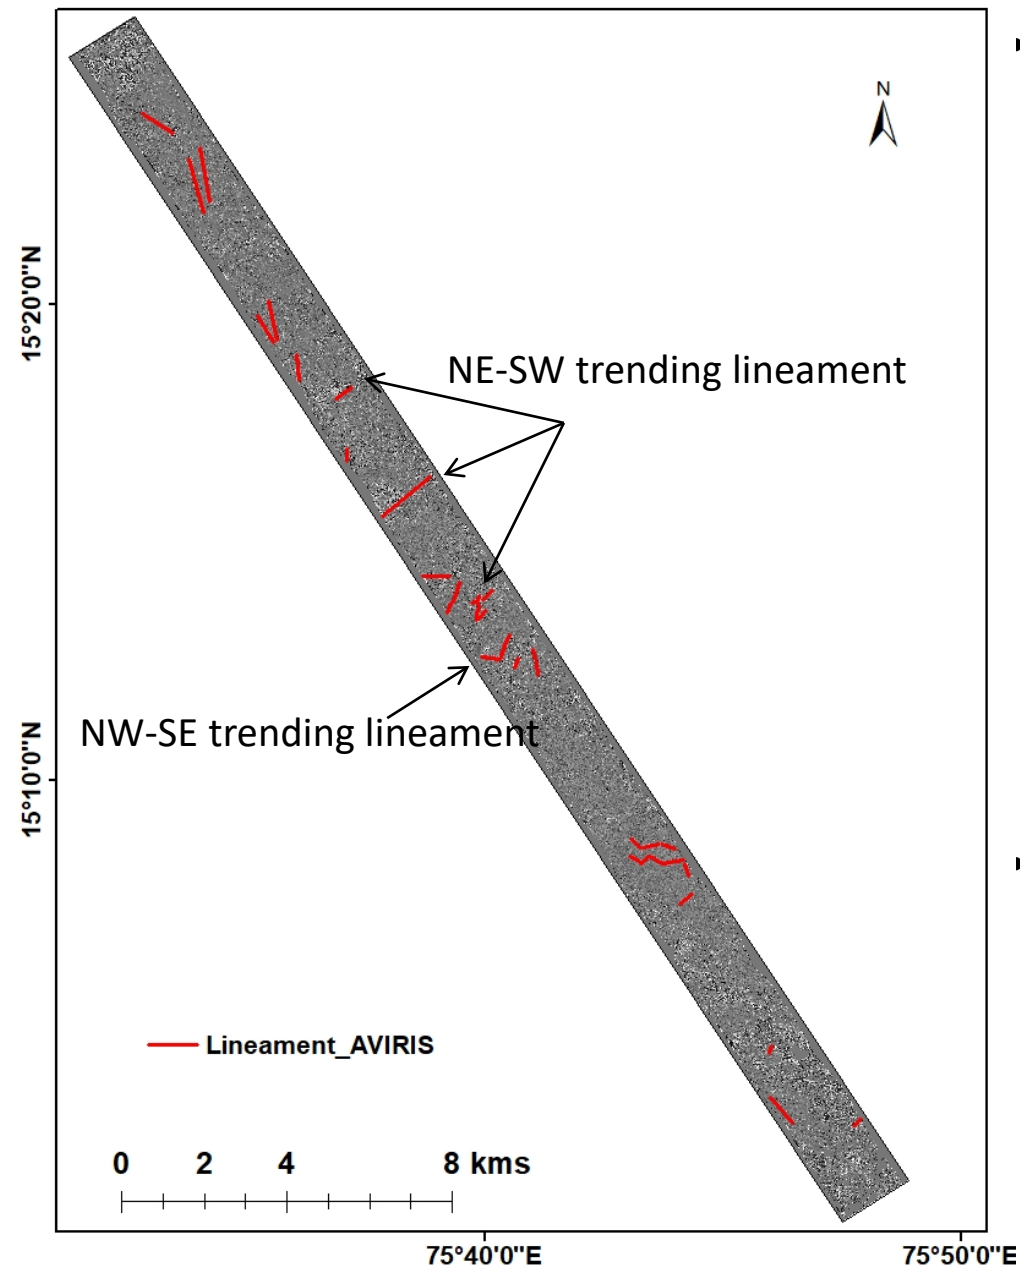 N
15°20'0"N
NE-SW trending lineament
NW-SE trending lineament
15°10'0"N
Lineament_AVIRIS
0 2 4 8 kms
75°40'0"E 75°50'0"E